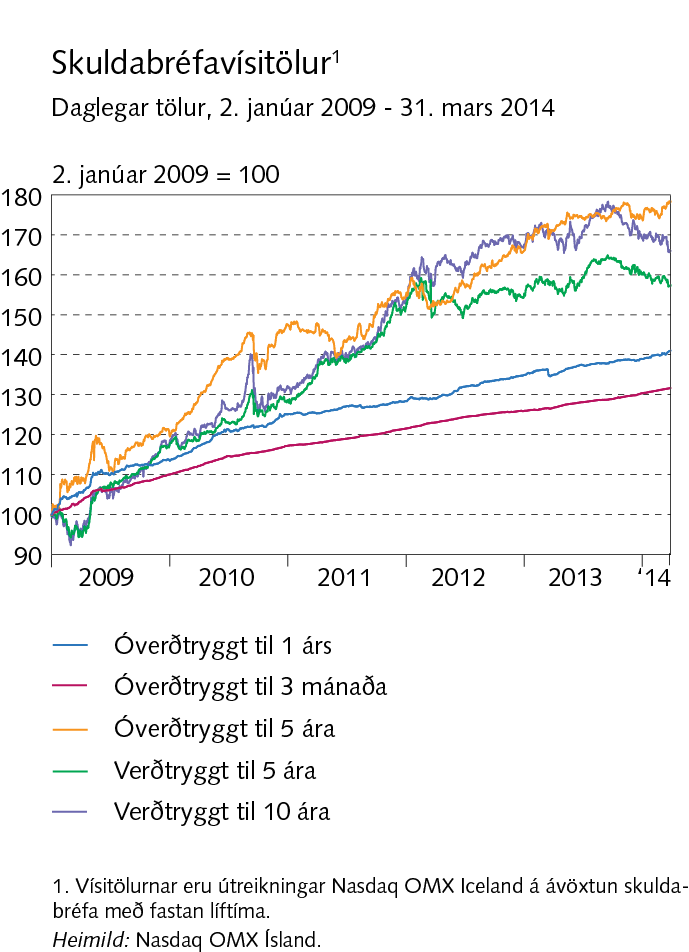 Skuldabréfavísitölur¹
Daglegar tölur, 2. janúar 2009 - 31. mars 2014
2. janúar 2009 = 100
180
170
160
150
140
130
120
110
100
90
2009 2010 2011 2012 2013 ‘14
Óverðtryggt til 1 árs
Óverðtryggt til 3 mánaða
Óverðtryggt til 5 ára
Verðtryggt til 5 ára
Verðtryggt til 10 ára
1. Vísitölurnar eru útreikningar Nasdaq OMX Iceland á ávöxtun skulda-
bréfa með fastan líftíma.
Heimild: Nasdaq OMX Ísland.